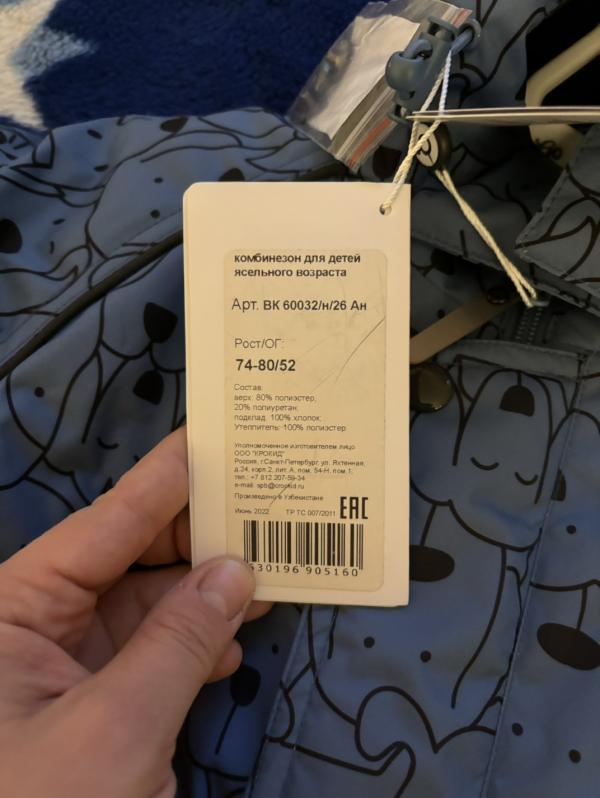 комбинезон для детей
ясельного возраста
Арт. ВК 60032/н/26 Ан
Рост/ОГ:
74-80/52
Состав:
верх: 80% полиэстер,
20% полиуретан;
подклад: 100% хлопок;
Утеплитель: 100% полиэстер
Уполномоченное изготовителем лицо
ООО "КРОКИД"
Россия, г.Санкт-Петербург, ул. Яхтенная,
д.24, корп.2, лит. А, пом. 54-Н, ком. 1;
тел.: +7 812 207-59-34
e-mail: spb@crockid.ru
Произведено в Узбекистане
Июнь 2022 ТР ТС 007/2011 EAC
630196 905160